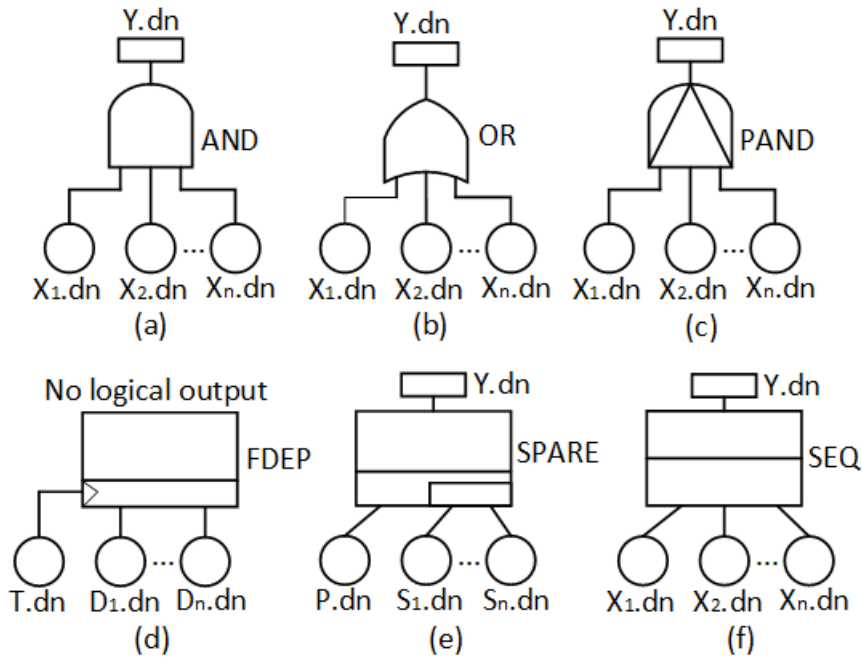 Y.dn Y.dn Y.dn
AND OR PAND
X₁.dn X₂.dn ... Xₙ.dn X₁.dn X₂.dn ... Xₙ.dn X₁.dn X₂.dn ... Xₙ.dn
(a) (b) (c)
No logical output Y.dn Y.dn
FDEP SPARE SEQ
T.dn D₁.dn ... Dₙ.dn P.dn S₁.dn ... Sₙ.dn X₁.dn X₂.dn ... Xₙ.dn
(d) (e) (f)